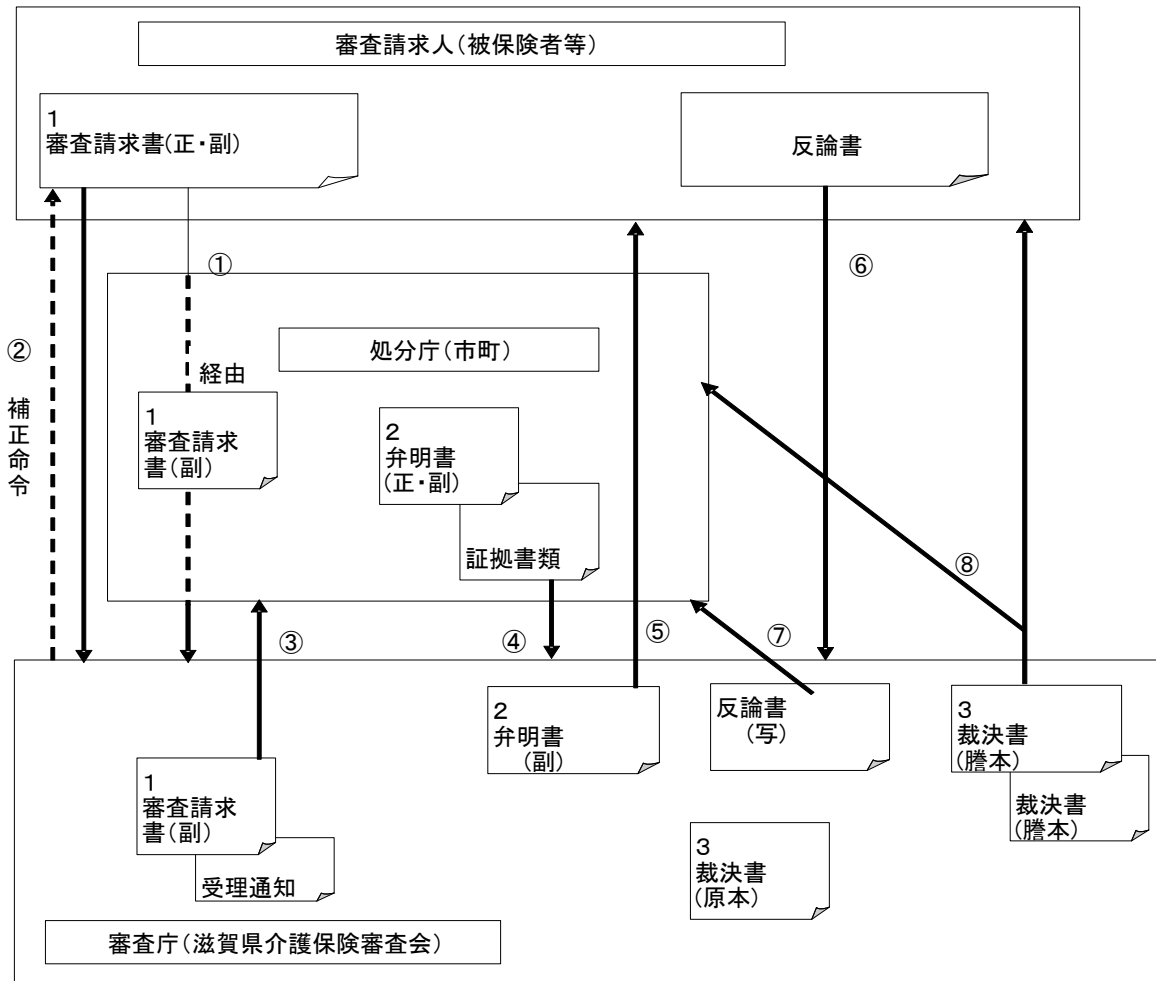 審査請求人(被保険者等)
1
審査請求書(正・副)
反論書
①
⑥
②
補正命令
処分庁(市町)
経由
1
審査請求
書(副)
2
弁明書
(正・副)
証拠書類
⑧
③
④
⑤
⑦
2
弁明書
(副)
反論書
(写)
3
裁決書
(謄本)
裁決書
(謄本)
1
審査請求
書(副)
受理通知
3
裁決書
(原本)
審査庁(滋賀県介護保険審査会)